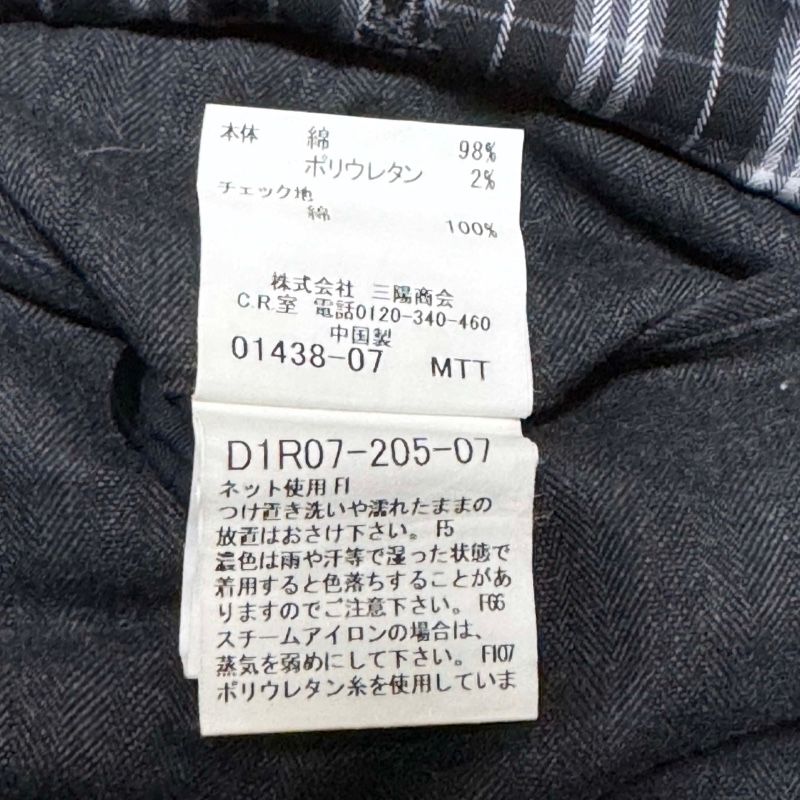 本体 綿 98%
ポリウレタン 2%
チェック地
綿 100%
株式会社 三陽商会
C.R.室 電話0120-340-460
中国製
01438-07 MTT
D1R07-205-07
ネット使用 F1
つけ置き洗いや濡れたままの
放置はおさけ下さい。 F5
濃色は雨や汗等で湿った状態で
着用すると色落ちすることがあ
りますのでご注意下さい。 F66
スチームアイロンの場合は、
蒸気を弱めにして下さい。 F107
ポリウレタン糸を使用していま